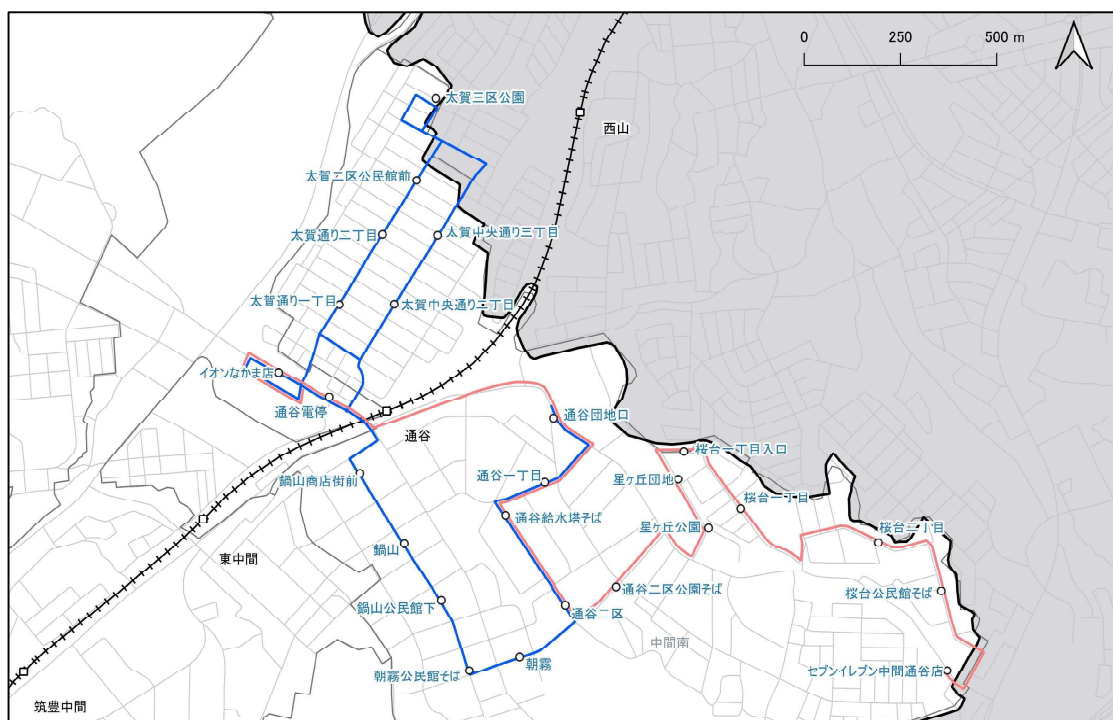 0 250 500 m
太賀三区公園
西山
太賀二区公民館前
太賀通り二丁目
太賀中央通り三丁目
太賀通り一丁目
太賀中央通り二丁目
イオンなかま店
通谷電停
通谷団地口
通谷
桜台一丁目入口
鍋山商店街前
通谷一丁目
星ヶ丘団地
桜台一丁目
通谷給水塔そば
星ヶ丘公園
桜台二丁目
鍋山
東中間
通谷二区公園そば
桜台公民館そば
鍋山公民館下
通谷二区
中間南
朝霧
朝霧公民館そば
セブンイレブン中間通谷店
筑豊中間